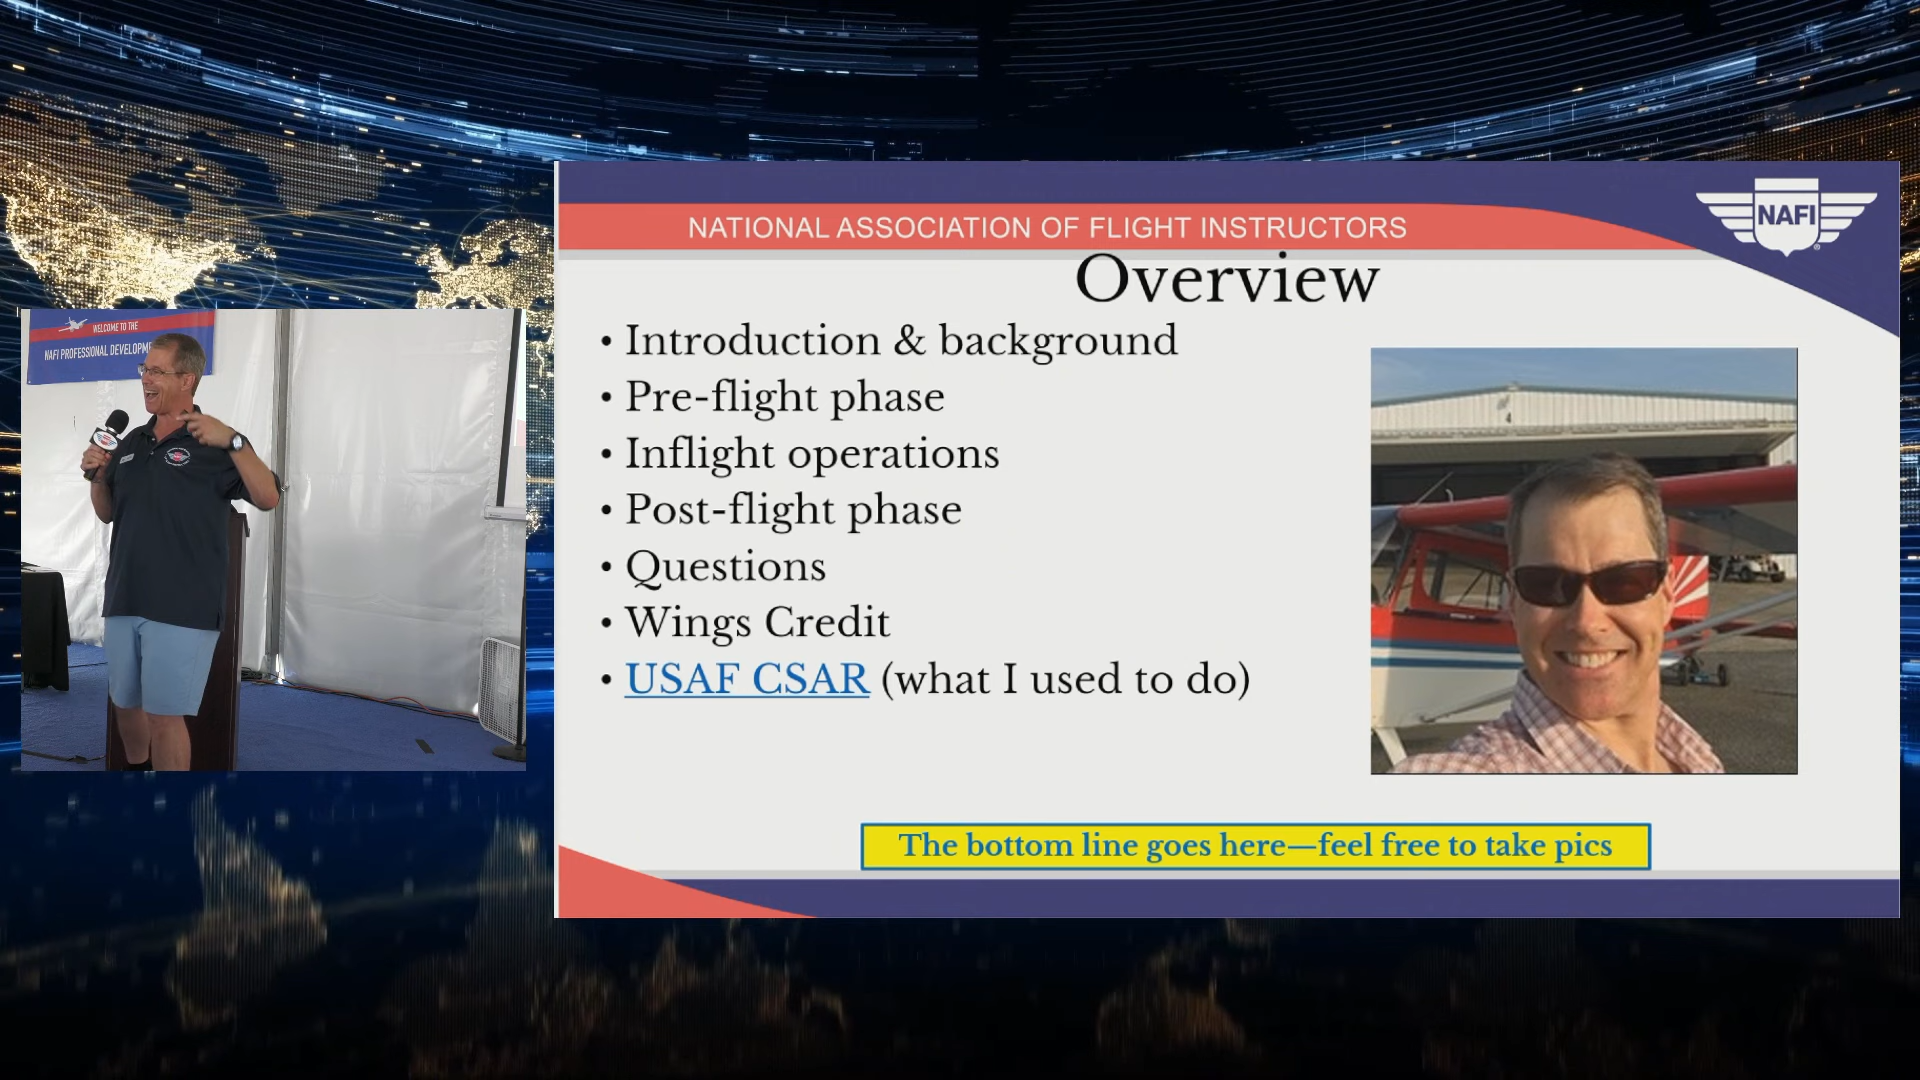 WELCOME TO THE
NAFI PROFESSIONAL DEVELOPME
NATIONAL ASSOCIATION OF FLIGHT INSTRUCTORS
NAFI
Overview
• Introduction & background
• Pre-flight phase
• Inflight operations
• Post-flight phase
• Questions
• Wings Credit
• USAF CSAR (what I used to do)
The bottom line goes here—feel free to take pics